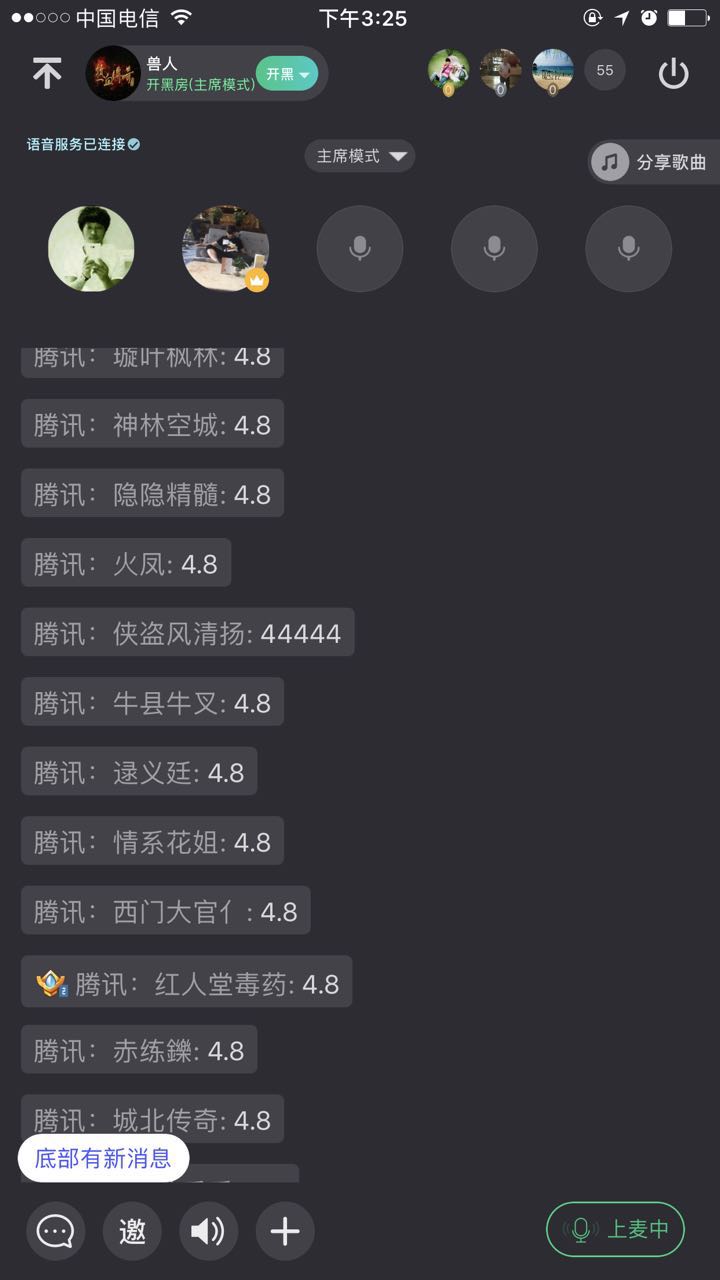 中国电信
下午3:25
兽人
开黑房(主席模式)
开黑
0
0
0
55
语音服务已连接
主席模式
分享歌曲
腾讯: 璇叶枫林: 4.8
腾讯: 神林空城: 4.8
腾讯: 隐隐精髓: 4.8
腾讯: 火凤: 4.8
腾讯: 侠盗风清扬: 44444
腾讯: 牛县牛叉: 4.8
腾讯: 逯义廷: 4.8
腾讯: 情系花姐: 4.8
腾讯: 西门大官亻: 4.8
2 腾讯: 红人堂毒药: 4.8
腾讯: 赤练鑠: 4.8
腾讯: 城北传奇: 4.8
底部有新消息
邀
上麦中